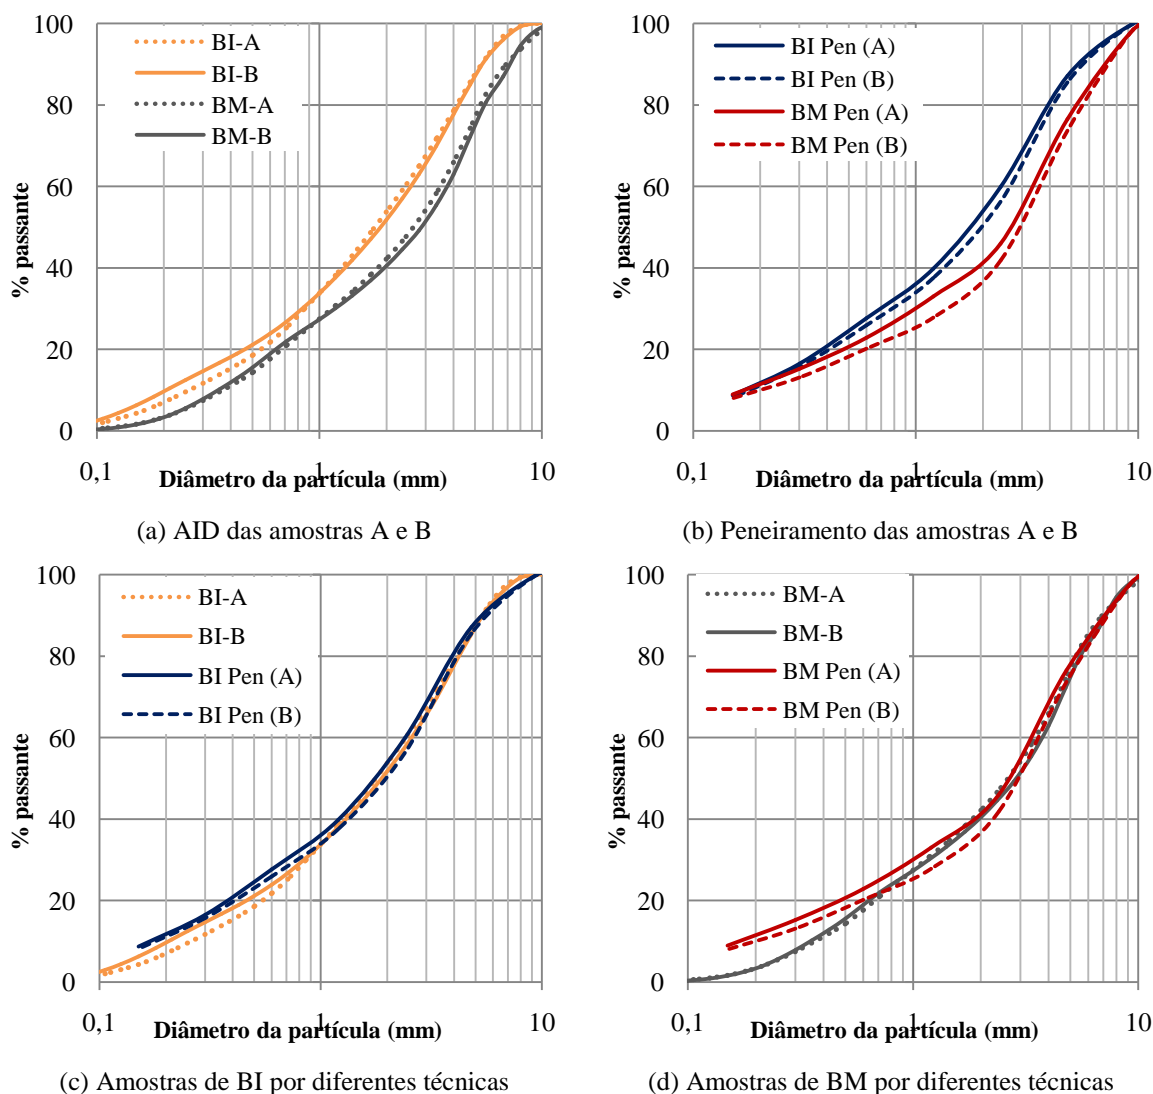 100
80
60
40
20
0
% passante
BI-A
BI-B
BM-A
BM-B
0,1
1
10
Diâmetro da partícula (mm)
(a) AID das amostras A e B
100
80
60
40
20
0
% passante
BI Pen (A)
BI Pen (B)
BM Pen (A)
BM Pen (B)
0,1
1
10
Diâmetro da partícula (mm)
(b) Peneiramento das amostras A e B
100
80
60
40
20
0
% passante
BI-A
BI-B
BI Pen (A)
BI Pen (B)
0,1
1
10
Diâmetro da partícula (mm)
(c) Amostras de BI por diferentes técnicas
100
80
60
40
20
0
% passante
BM-A
BM-B
BM Pen (A)
BM Pen (B)
0,1
1
10
Diâmetro da partícula (mm)
(d) Amostras de BM por diferentes técnicas